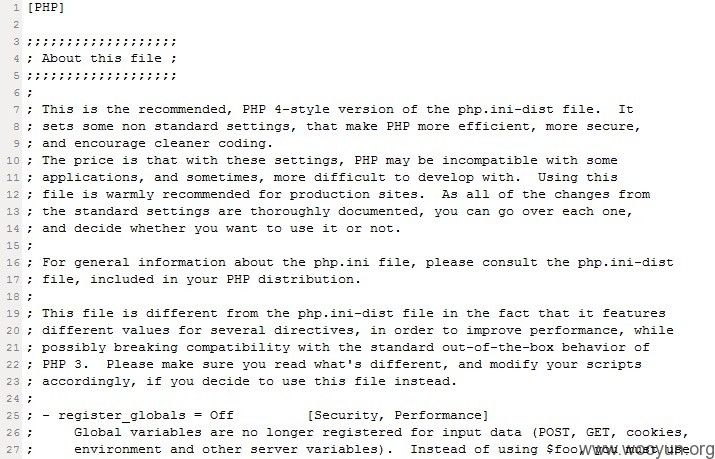 1 [PHP]
2
3 ;;;;;;;;;;;;;;;;;;;
4 ; About this file ;
5 ;;;;;;;;;;;;;;;;;;;
6 ;
7 ; This is the recommended, PHP 4-style version of the php.ini-dist file.  It
8 ; sets some non standard settings, that make PHP more efficient, more secure,
9 ; and encourage cleaner coding.
10 ; The price is that with these settings, PHP may be incompatible with some
11 ; applications, and sometimes, more difficult to develop with.  Using this
12 ; file is warmly recommended for production sites.  As all of the changes from
13 ; the standard settings are thoroughly documented, you can go over each one,
14 ; and decide whether you want to use it or not.
15 ;
16 ; For general information about the php.ini file, please consult the php.ini-dist
17 ; file, included in your PHP distribution.
18 ;
19 ; This file is different from the php.ini-dist file in the fact that it features
20 ; different values for several directives, in order to improve performance, while
21 ; possibly breaking compatibility with the standard out-of-the-box behavior of
22 ; PHP 3.  Please make sure you read what's different, and modify your scripts
23 ; accordingly, if you decide to use this file instead.
24 ;
25 ; - register_globals = Off         [Security, Performance]
26 ;     Global variables are no longer registered for input data (POST, GET, cookies,
27 ;     environment and other server variables).  Instead of using $foo, you must use
www.wooyun.org